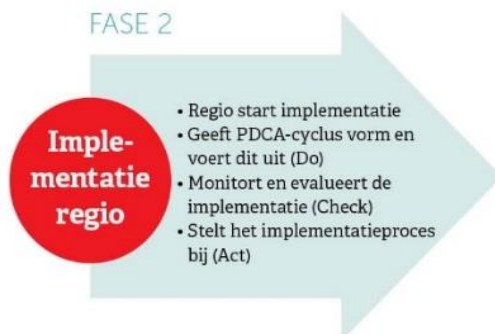 FASE 2
Imple-
mentatie
regio
• Regio start implementatie
• Geeft PDCA-cyclus vorm en
voert dit uit (Do)
• Monitort en evalueert de
implementatie (Check)
• Stelt het implementatieproces
bij (Act)